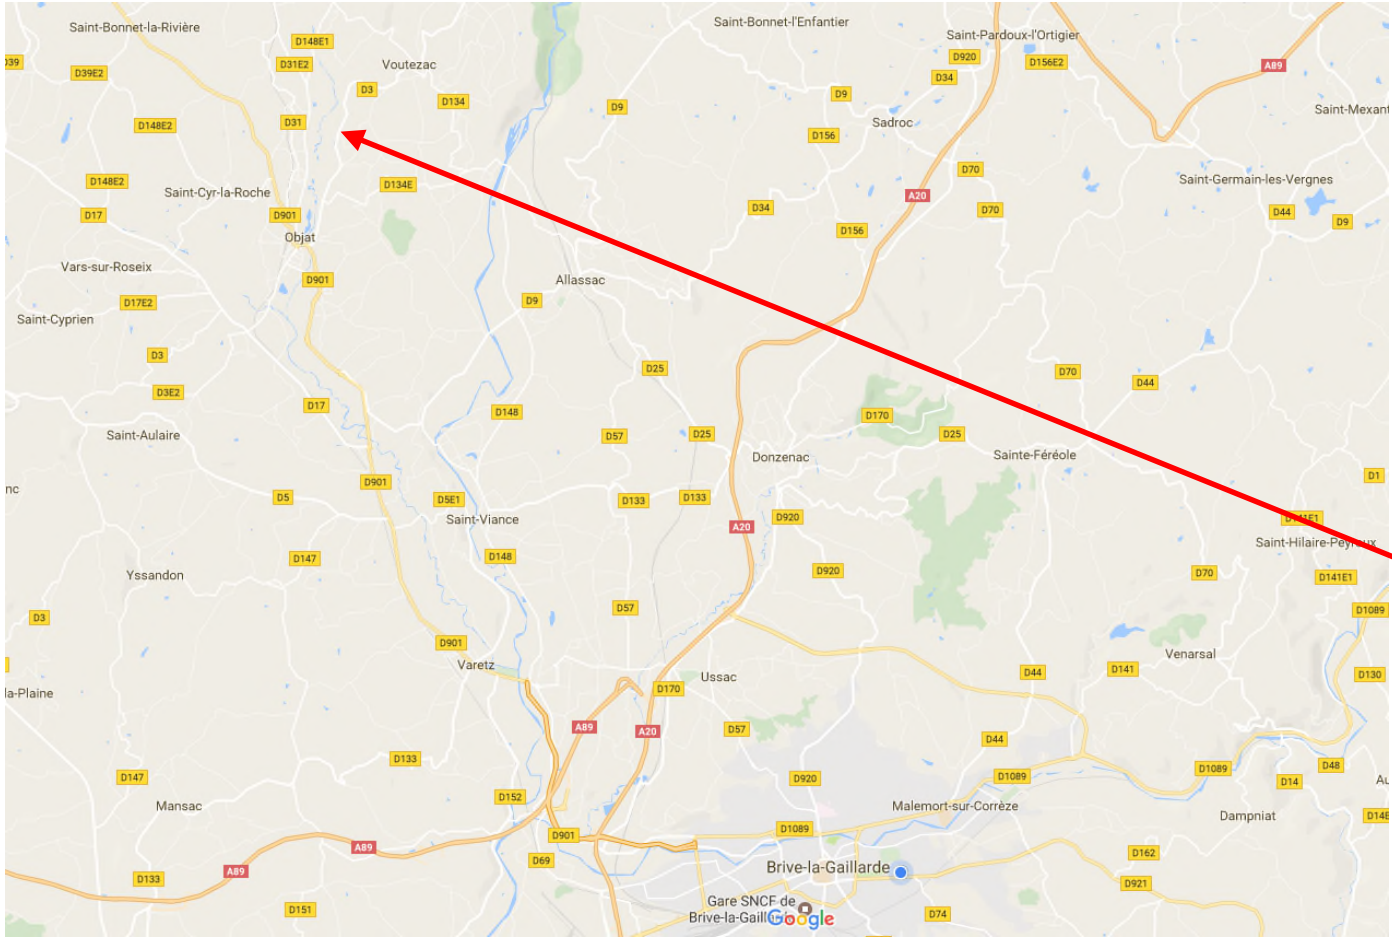 Saint-Bonnet-la-Rivière
D148E1
Saint-Bonnet-l'Enfantier
Saint-Pardoux-l'Ortigier
D39E2
D31E2
Voutezac
D920
D156E2
A89
D34
D3
D134
D9
D9
Saint-Mexant
D148E2
D31
Sadroc
D156
D70
D148E2
Saint-Cyr-la-Roche
D134E
A20
Saint-Germain-les-Vergnes
D17
D901
D34
D70
D44
D9
Objat
D156
Vars-sur-Roseix
D901
Allassac
D17E2
D9
Saint-Cyprien
D3
D25
D70
D44
D3E2
D17
D148
D170
Saint-Aulaire
D57
D25
D25
Donzenac
Sainte-Féréole
D901
D1
D5
D5E1
D133
D133
Saint-Viance
A20
D920
D141E1
Saint-Hilaire-Peyroux
D147
D148
Yssandon
D920
D70
D141E1
D3
D57
D1089
D901
Venarsal
Varetz
Ussac
D44
D141
D130
la-Plaine
D170
A89
A20
D57
D44
D133
D147
D920
D1089
D1089
D48
D14
Mansac
D152
Malemort-sur-Corrèze
Dampniat
D901
D1089
A89
D69
D162
A89
Brive-la-Gaillarde
D133
D921
D151
Gare SNCF de
Brive-la-Gaill
D74
Google